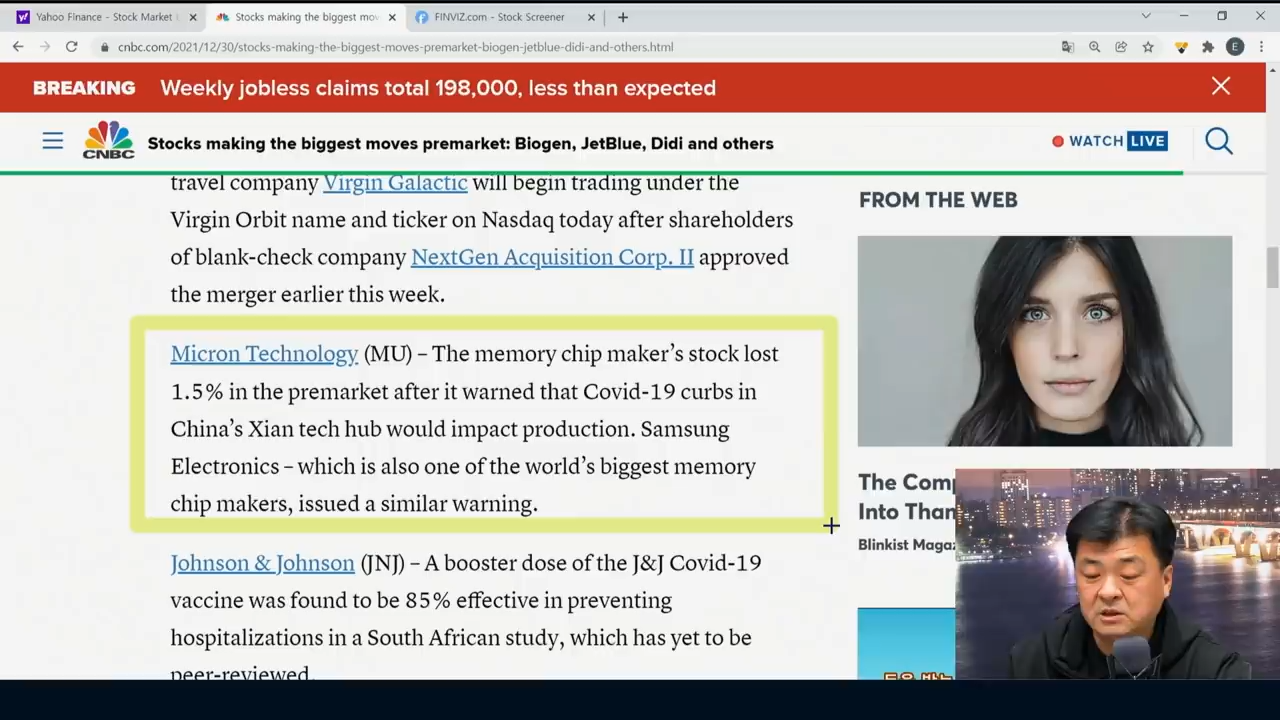 Yahoo Finance - Stock Market
Stocks making the biggest mov
FINVIZ.com - Stock Screener
cnbc.com/2021/12/30/stocks-making-the-biggest-moves-premarket-biogen-jetblue-didi-and-others.html
E
BREAKING Weekly jobless claims total 198,000, less than expected
CNBC
Stocks making the biggest moves premarket: Biogen, JetBlue, Didi and others
WATCH LIVE
travel company Virgin Galactic will begin trading under the
Virgin Orbit name and ticker on Nasdaq today after shareholders
of blank-check company NextGen Acquisition Corp. II approved
the merger earlier this week.
Micron Technology (MU) – The memory chip maker’s stock lost
1.5% in the premarket after it warned that Covid-19 curbs in
China’s Xian tech hub would impact production. Samsung
Electronics – which is also one of the world’s biggest memory
chip makers, issued a similar warning.
Johnson & Johnson (JNJ) – A booster dose of the J&J Covid-19
vaccine was found to be 85% effective in preventing
hospitalizations in a South African study, which has yet to be
peer-reviewed.
FROM THE WEB
The Comp
Into Than
Blinkist Magaz